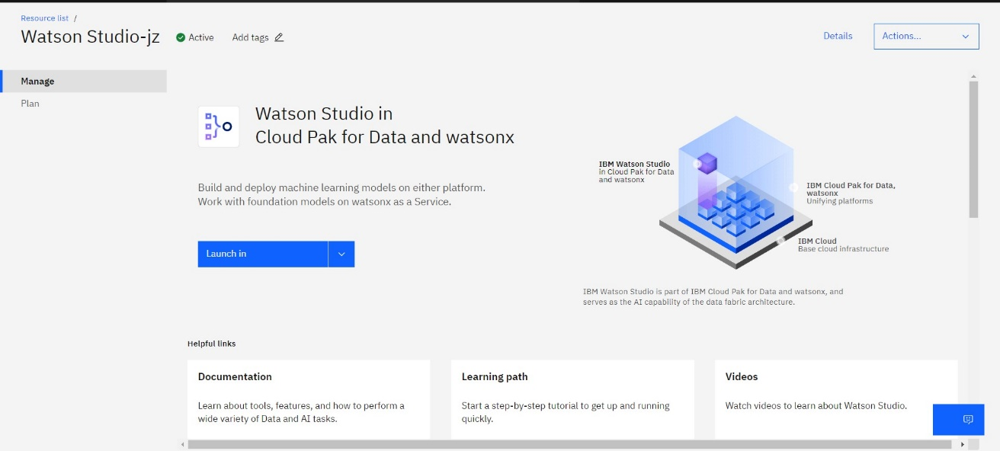 Resource list /
Watson Studio-jz
Active
Add tags
Details
Actions...
Manage
Plan
Watson Studio in
Cloud Pak for Data and watsonx
Build and deploy machine learning models on either platform.
Work with foundation models on watsonx as a Service.
Launch in
IBM Watson Studio
in Cloud Pak for Data
and watsonx
IBM Cloud Pak for Data,
watsonx
Unifying platforms
IBM Cloud
Base cloud infrastructure
IBM Watson Studio is part of IBM Cloud Pak for Data and watsonx, and
serves as the AI capability of the data fabric architecture.
Helpful links
Documentation
Learn about tools, features, and how to perform a
wide variety of Data and AI tasks.
Learning path
Start a step-by-step tutorial to get up and running
quickly.
Videos
Watch videos to learn about Watson Studio.